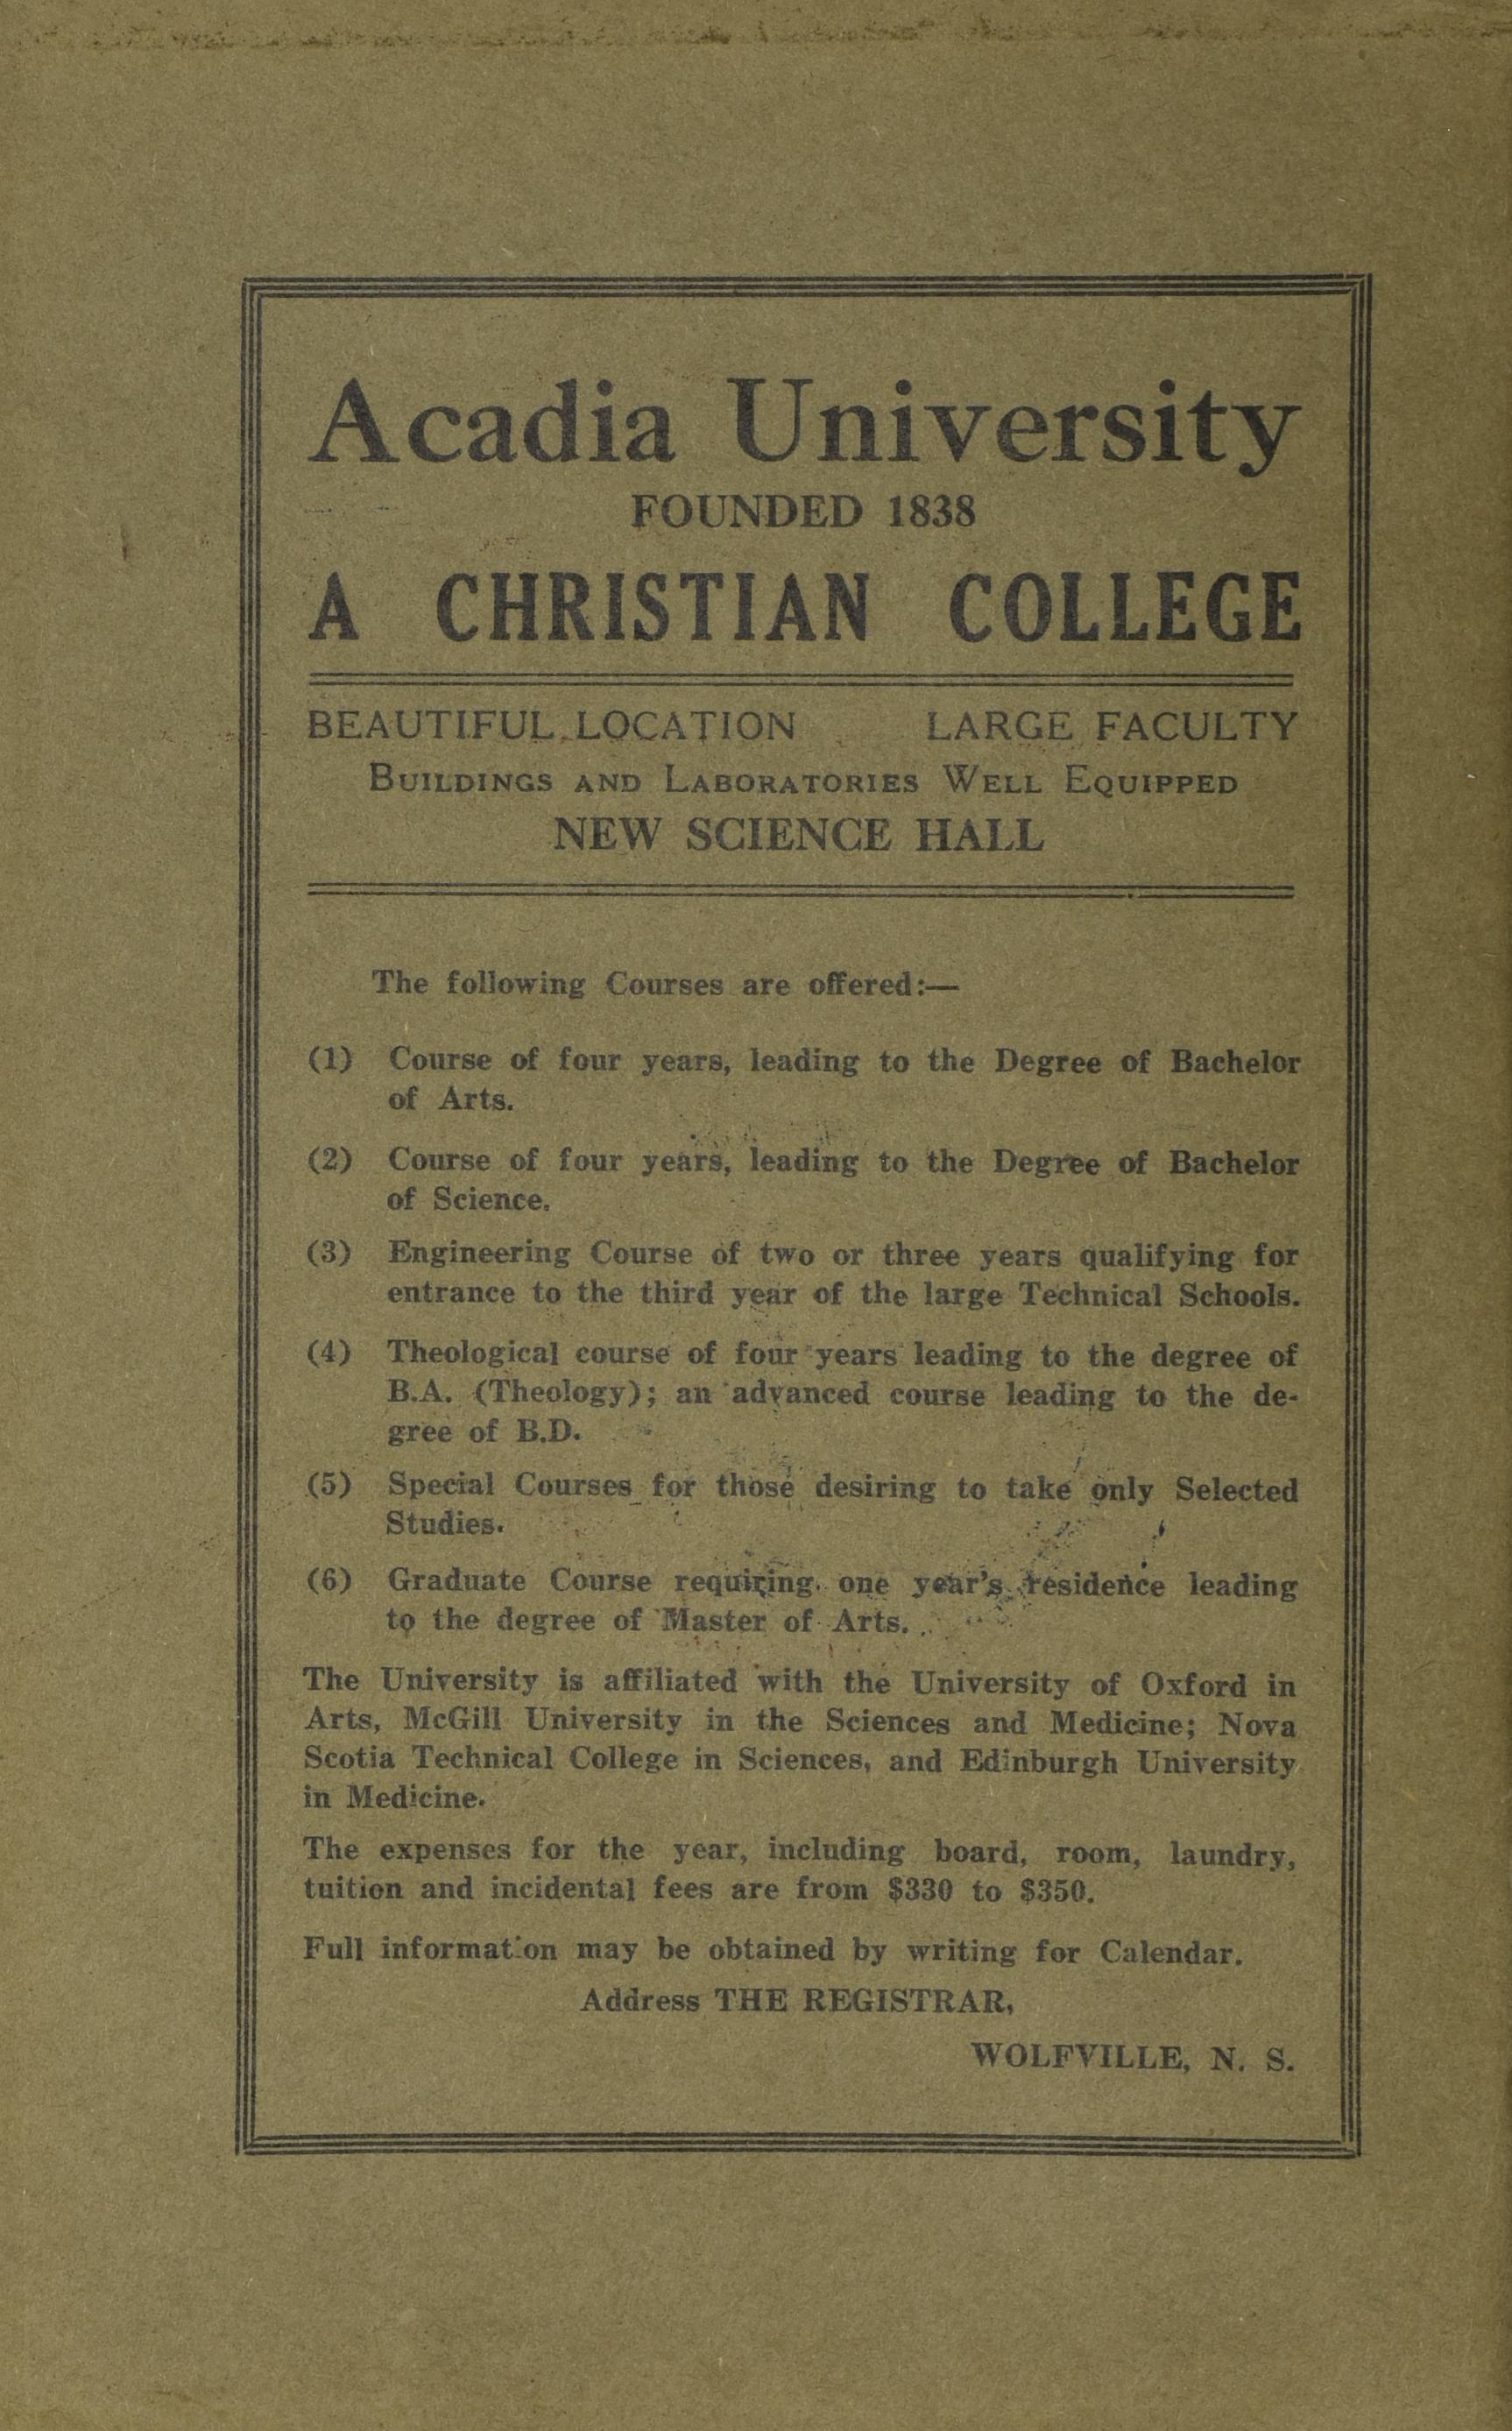 Acadia University
FOUNDED 1838
A CHRISTIAN COLLEGE
BEAUTIFUL LOCATION LARGE FACULTY
BUILDINGS AND LABORATORIES WELL EQUIPPED
NEW SCIENCE HALL
The following Courses are offered:—
(1) Course of four years, leading to the Degree of Bachelor
of Arts.
(2) Course of four years, leading to the Degree of Bachelor
of Science.
(3) Engineering Course of two or three years qualifying for
entrance to the third year of the large Technical Schools.
(4) Theological course of four years leading to the degree of
B.A. (Theology); an advanced course leading to the de-
gree of B.D.
(5) Special Courses for those desiring to take only Selected
Studies.
(6) Graduate Course requiring one year's residence leading
to the degree of Master of Arts.
The University is affiliated with the University of Oxford in
Arts, McGill University in the Sciences and Medicine; Nova
Scotia Technical College in Sciences, and Edinburgh University
in Medicine.
The expenses for the year, including board, room, laundry,
tuition and incidental fees are from $330 to $350.
Full information may be obtained by writing for Calendar.
Address THE REGISTRAR,
WOLFVILLE, N. S.